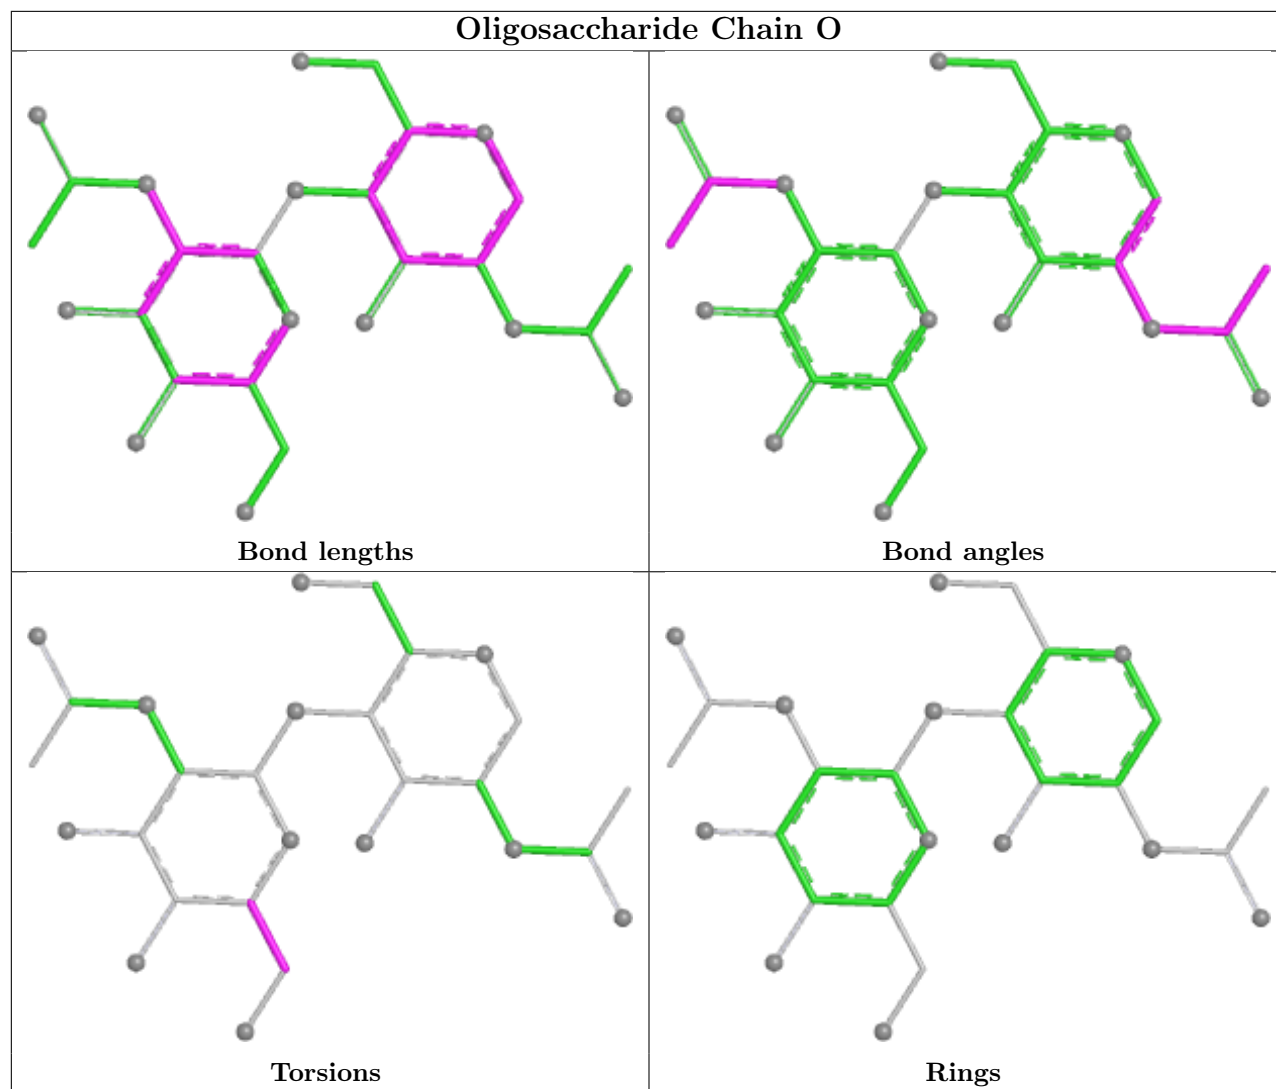 Oligosaccharide Chain O
Bond lengths
Bond angles
Torsions
Rings